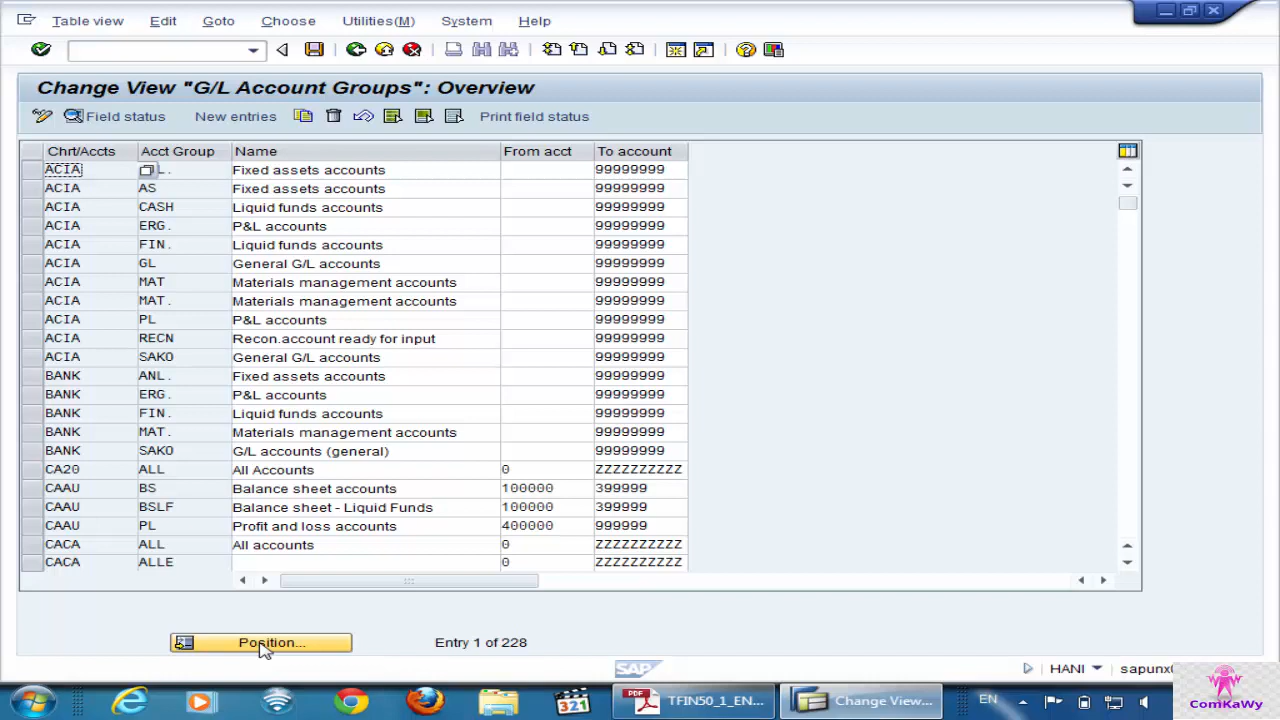 Table view Edit Goto Choose Utilities(M) System Help
Change View "G/L Account Groups": Overview
Field status New entries Print field status
Chrt/Accts Acct Group Name From acct To account
ACIA L. Fixed assets accounts 99999999
ACIA AS Fixed assets accounts 99999999
ACIA CASH Liquid funds accounts 99999999
ACIA ERG. P&L accounts 99999999
ACIA FIN. Liquid funds accounts 99999999
ACIA GL General G/L accounts 99999999
ACIA MAT Materials management accounts 99999999
ACIA MAT. Materials management accounts 99999999
ACIA PL P&L accounts 99999999
ACIA RECN Recon.account ready for input 99999999
ACIA SAKO General G/L accounts 99999999
BANK ANL. Fixed assets accounts 99999999
BANK ERG. P&L accounts 99999999
BANK FIN. Liquid funds accounts 99999999
BANK MAT. Materials management accounts 99999999
BANK SAKO G/L accounts (general) 99999999
CA20 ALL All Accounts 0 ZZZZZZZZZZ
CAAU BS Balance sheet accounts 100000 399999
CAAU BSLF Balance sheet - Liquid Funds 100000 399999
CAAU PL Profit and loss accounts 400000 999999
CACA ALL All accounts 0 ZZZZZZZZZZ
CACA ALLE 0 ZZZZZZZZZZ
Position... Entry 1 of 228
SAP HANI sapunx
PDF TFIN50_1_EN... Change View... EN
321
ComKaWy